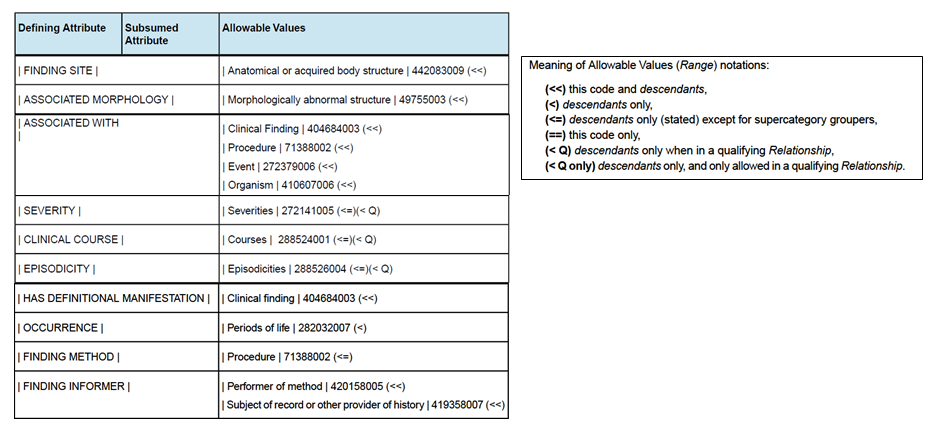 Defining Attribute Subsumed Attribute Allowable Values
| FINDING SITE | | Anatomical or acquired body structure | 442083009 (<<)
| ASSOCIATED MORPHOLOGY | | Morphologically abnormal structure | 49755003 (<<)
| ASSOCIATED WITH |
| Clinical Finding | 404684003 (<<)
| Procedure | 71388002 (<<)
| Event | 272379006 (<<)
| Organism | 410607006 (<<)
| SEVERITY | | Severities | 272141005 (<=)(< Q)
| CLINICAL COURSE | | Courses | 288524001 (<=)(< Q)
| EPISODICITY | | Episodicities | 288526004 (<=)(< Q)
| HAS DEFINITIONAL MANIFESTATION | | Clinical finding | 404684003 (<<)
| OCCURRENCE | | Periods of life | 282032007 (<)
| FINDING METHOD | | Procedure | 71388002 (<=)
| FINDING INFORMER | | Performer of method | 420158005 (<<)
| Subject of record or other provider of history | 419358007 (<<)
Meaning of Allowable Values (Range) notations:
(<<) this code and descendants,
(<) descendants only,
(<=) descendants only (stated) except for supercategory groupers,
(==) this code only,
(< Q) descendants only when in a qualifying Relationship,
(< Q only) descendants only, and only allowed in a qualifying Relationship.